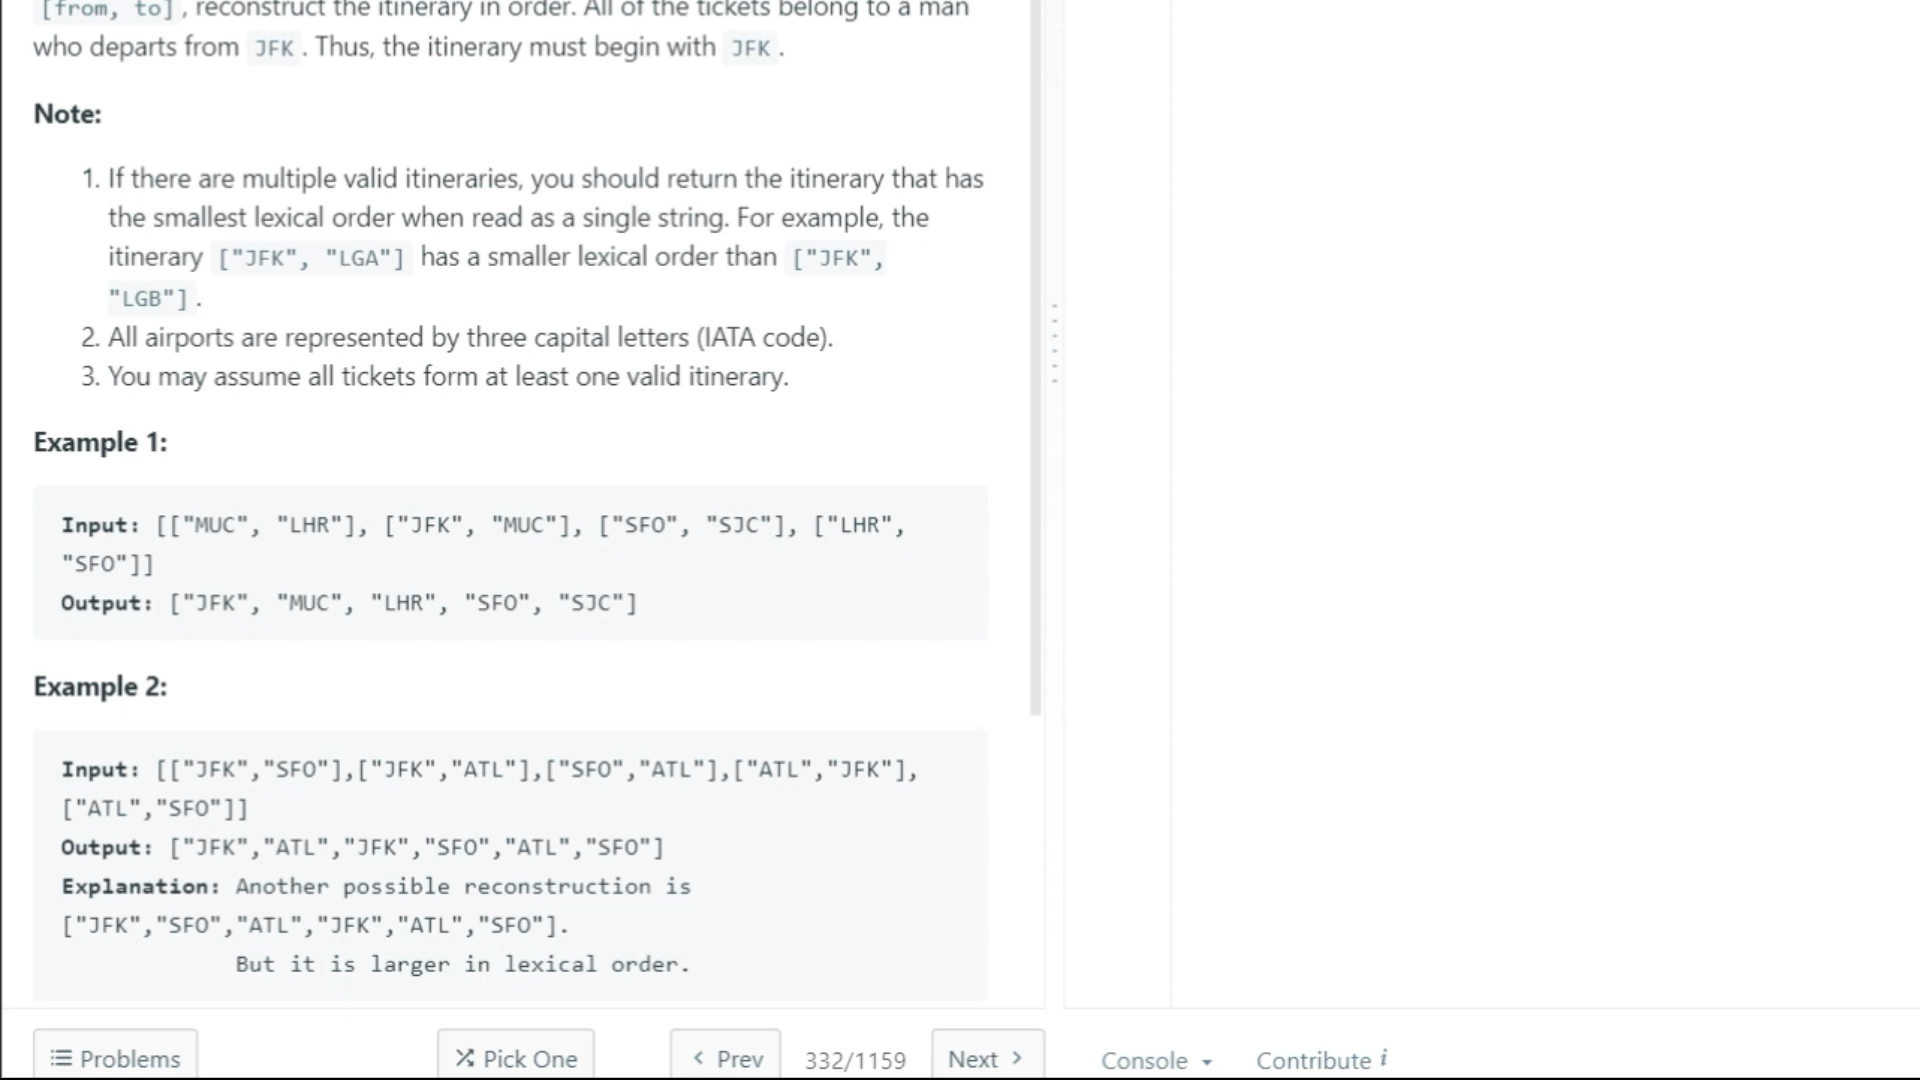 [from, to] , reconstruct the itinerary in order. All of the tickets belong to a man
who departs from JFK . Thus, the itinerary must begin with JFK .
Note:
1. If there are multiple valid itineraries, you should return the itinerary that has
the smallest lexical order when read as a single string. For example, the
itinerary ["JFK", "LGA"] has a smaller lexical order than ["JFK",
"LGB"] .
2. All airports are represented by three capital letters (IATA code).
3. You may assume all tickets form at least one valid itinerary.
Example 1:
Input: [["MUC", "LHR"], ["JFK", "MUC"], ["SFO", "SJC"], ["LHR",
"SFO"]]
Output: ["JFK", "MUC", "LHR", "SFO", "SJC"]
Example 2:
Input: [["JFK","SFO"],["JFK","ATL"],["SFO","ATL"],["ATL","JFK"],
["ATL","SFO"]]
Output: ["JFK","ATL","JFK","SFO","ATL","SFO"]
Explanation: Another possible reconstruction is
["JFK","SFO","ATL","JFK","ATL","SFO"].
But it is larger in lexical order.
Problems Pick One < Prev 332/1159 Next > Console Contribute i